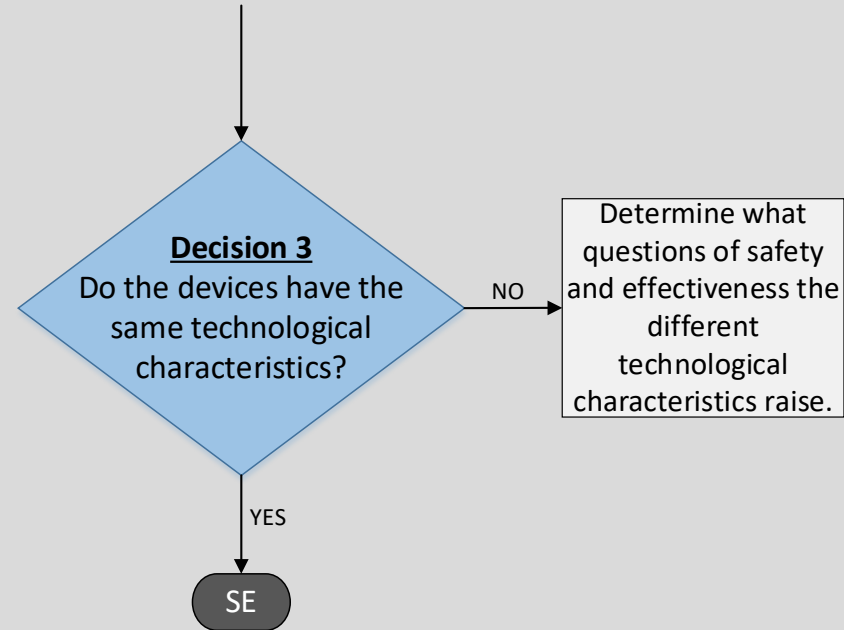 Decision 3
Do the devices have the
same technological
characteristics?
NO
Determine what
questions of safety
and effectiveness the
different
technological
characteristics raise.
YES
SE